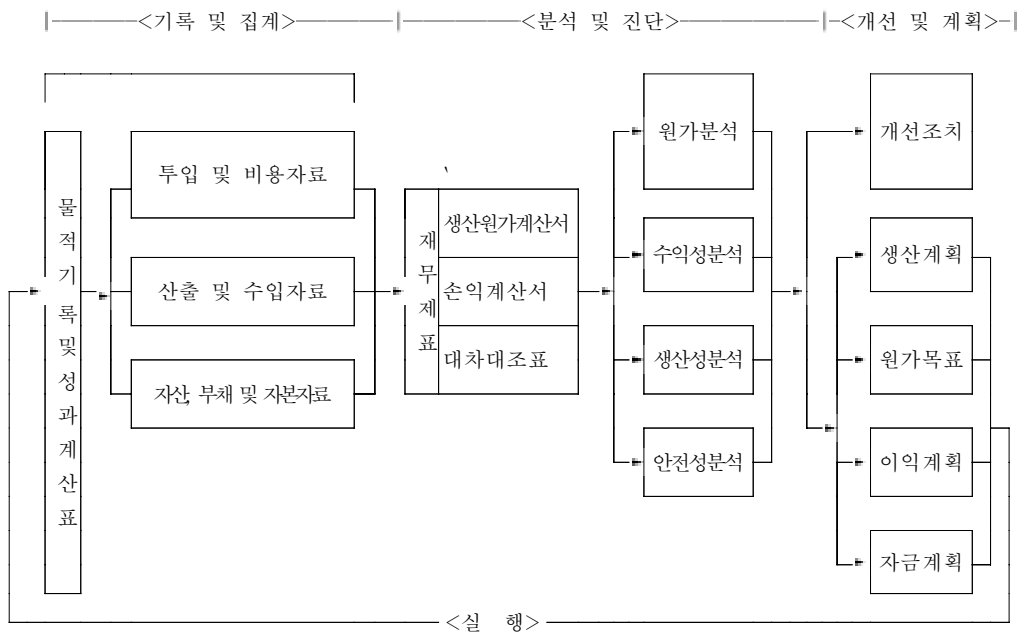 <기록 및 집계>
<분석 및 진단>
<개선 및 계획>
물적기록및성과계산표
투입 및 비용자료
산출 및 수입자료
자산, 부채 및 자본자료
재무제표
생산원가계산서
손익계산서
대차대조표
원가분석
수익성분석
생산성분석
안전성분석
개선조치
생산계획
원가목표
이익계획
자금계획
<실 행>